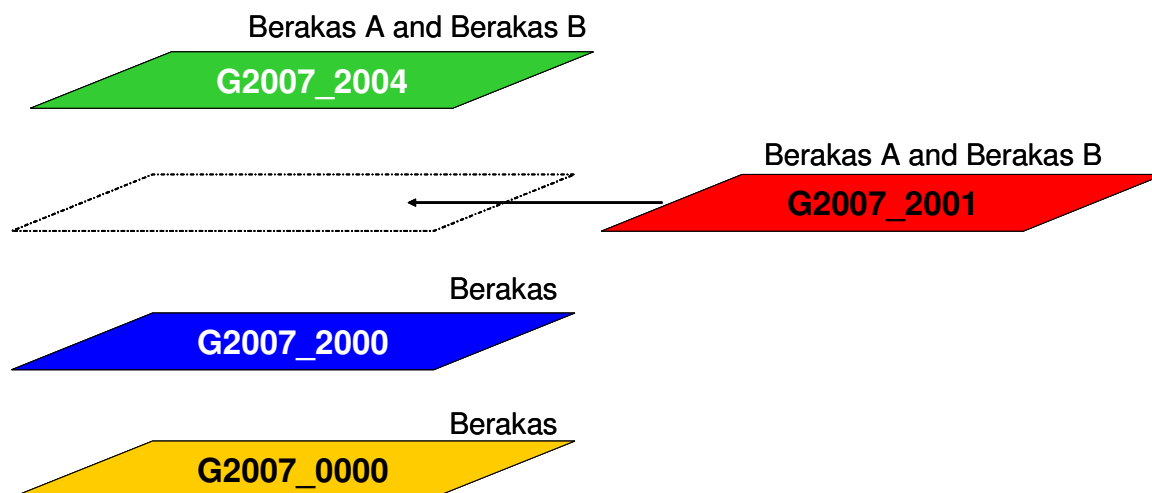 Berakas A and Berakas B
G2007_2004
Berakas A and Berakas B
G2007_2001
Berakas
G2007_2000
Berakas
G2007_0000